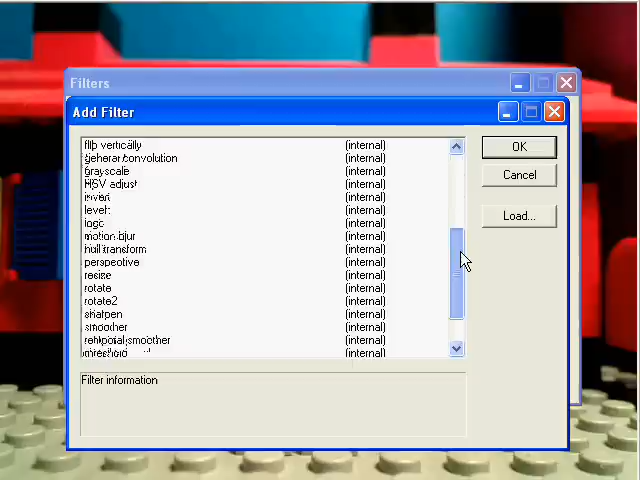 Filters
Add Filter
flip vertically (internal)
general convolution (internal)
grayscale (internal)
HSV adjust (internal)
invert (internal)
levels (internal)
logo (internal)
motion blur (internal)
null transform (internal)
perspective (internal)
resize (internal)
rotate (internal)
rotate2 (internal)
sharpen (internal)
smoother (internal)
temporal smoother (internal)
threshold (internal)
OK
Cancel
Load...
Filter information